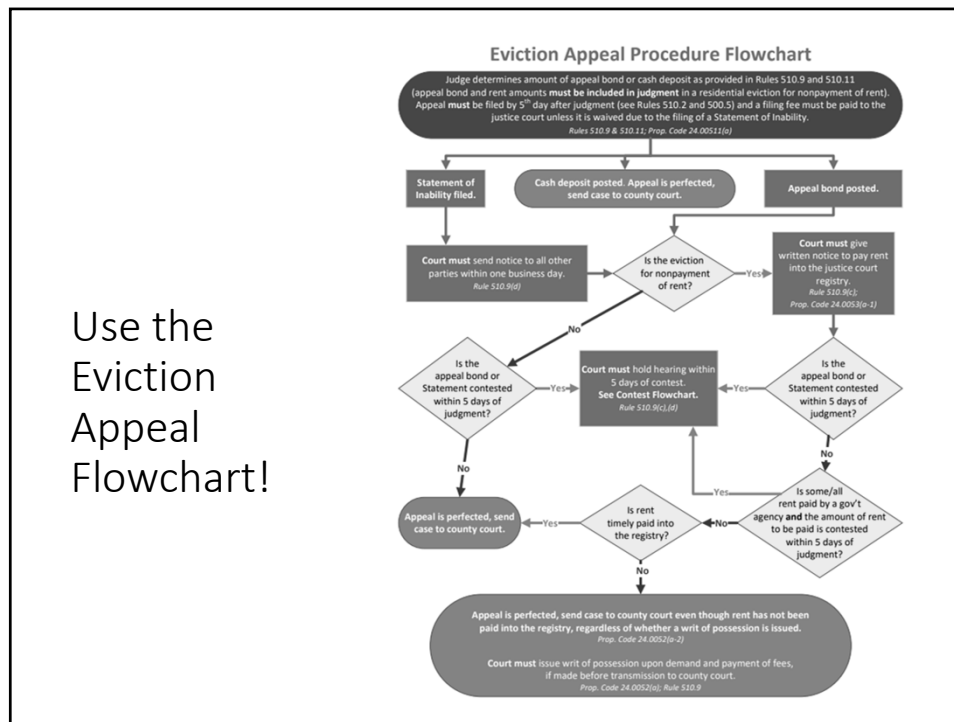 Use the
Eviction
Appeal
Flowchart!
Eviction Appeal Procedure Flowchart
Judge determines amount of appeal bond or cash deposit as provided in Rules 510.9 and 510.11
(appeal bond and rent amounts must be included in judgment in a residential eviction for nonpayment of rent).
Appeal must be filed by 5th day after judgment (see Rules 510.2 and 500.5) and a filing fee must be paid to the
justice court unless it is waived due to the filing of a Statement of Inability.
Rules 510.9 & 510.11; Prop. Code 24.00511(a)
Statement of
Inability filed.
Cash deposit posted. Appeal is perfected,
send case to county court.
Appeal bond posted.
Court must send notice to all other
parties within one business day.
Rule 510.9(d)
Is the eviction
for nonpayment
of rent?
Yes
Court must give
written notice to pay rent
into the justice court
registry.
Rule 510.9(c);
Prop. Code 24.0053(a-1)
No
Is the
appeal bond or
Statement contested
within 5 days of
judgment?
Yes
Court must hold hearing within
5 days of contest.
See Contest Flowchart.
Rule 510.9(c),(d)
Yes
Is the
appeal bond or
Statement contested
within 5 days of
judgment?
No
No
Appeal is perfected, send
case to county court.
Yes
Is rent
timely paid into
the registry?
No
Yes
Is some/all
rent paid by a gov't
agency and the amount of rent
to be paid is contested
within 5 days of
judgment?
No
Appeal is perfected, send case to county court even though rent has not been
paid into the registry, regardless of whether a writ of possession is issued.
Prop. Code 24.0052(a-2)
Court must issue writ of possession upon demand and payment of fees,
if made before transmission to county court.
Prop. Code 24.0052(a); Rule 510.9